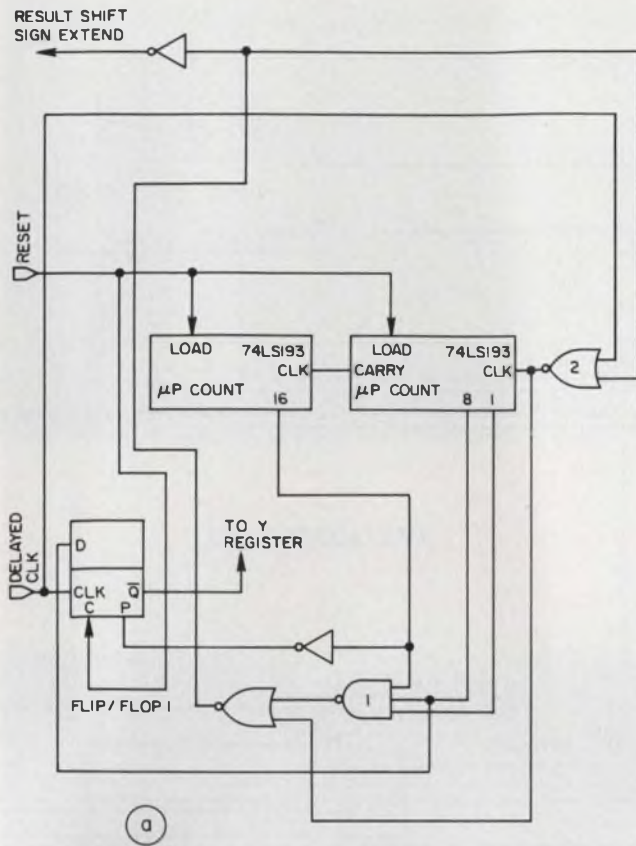 RESULT SHIFT
SIGN EXTEND
RESET
LOAD 74LS193
CLK
μP COUNT
16
LOAD 74LS193
CARRY CLK
μP COUNT
8 1
2
DELAYED
CLK
D
CLK Q̅
C P
TO Y
REGISTER
FLIP/FLOP 1
1
a